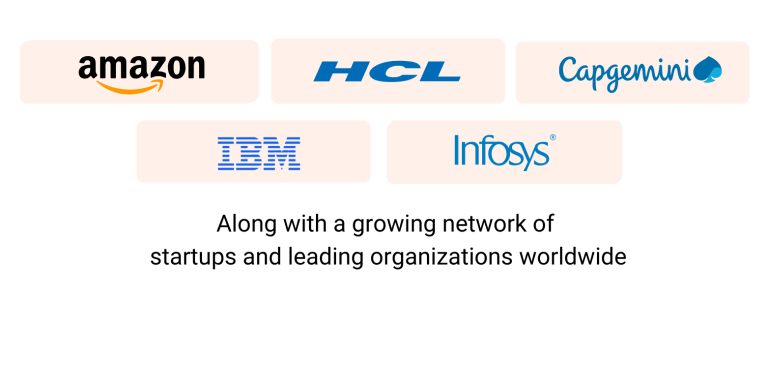 amazon
HCL
Capgemini
IBM
Infosys®
Along with a growing network of
startups and leading organizations worldwide